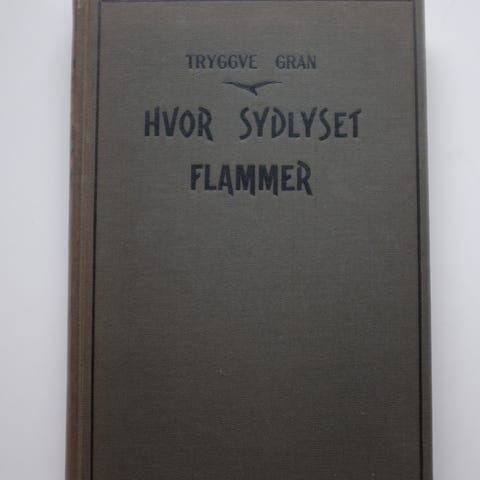 TRYGGVE GRAN
HVOR SYDLYSET
FLAMMER